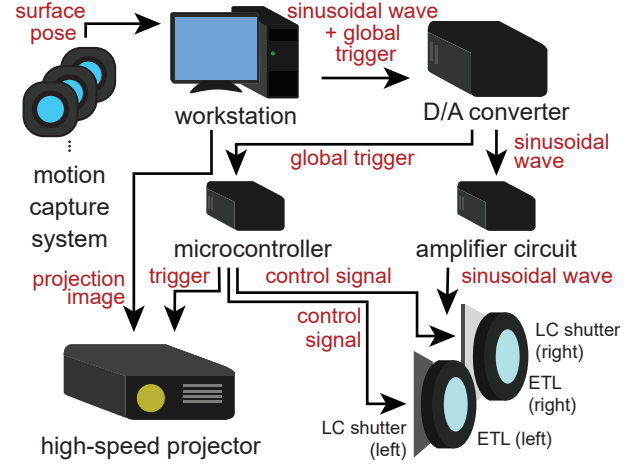 surface
pose
sinusoidal wave
+ global
trigger
workstation
D/A converter
global trigger
sinusoidal
wave
motion
capture
system
microcontroller
amplifier circuit
projection
image
trigger
control signal
sinusoidal wave
control
signal
LC shutter
(right)
ETL
(right)
LC shutter
(left)
ETL (left)
high-speed projector